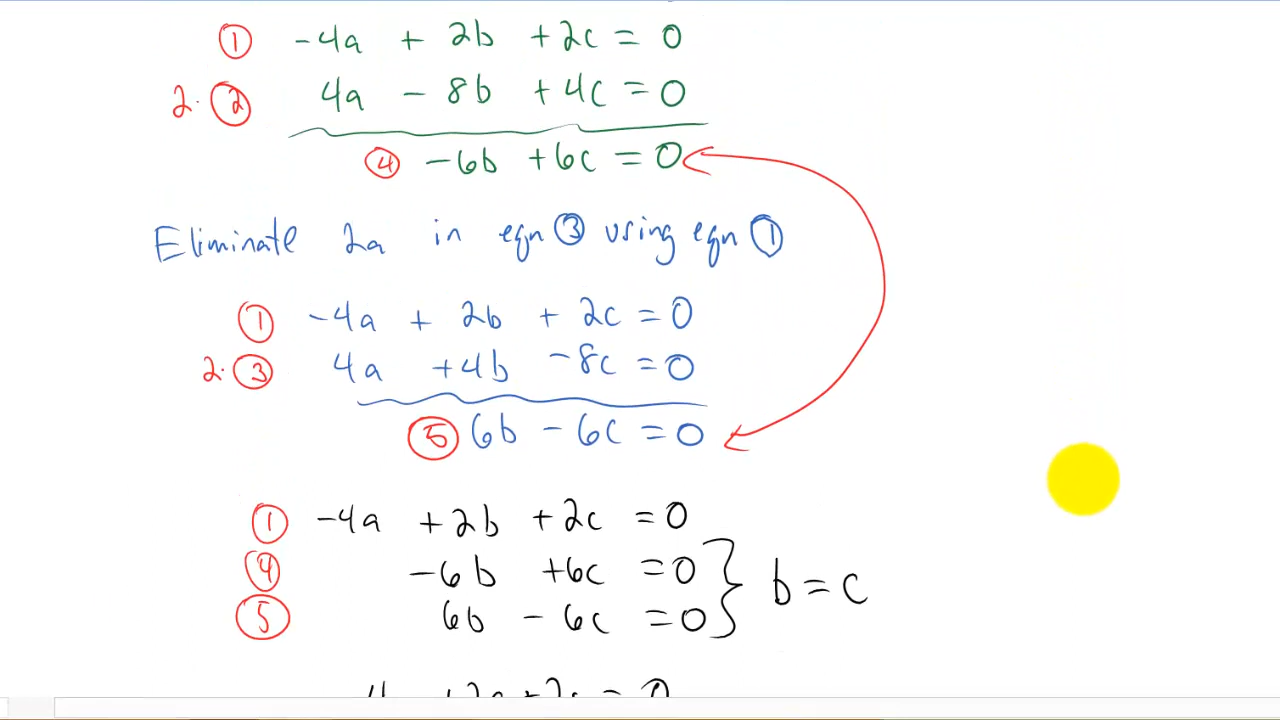 ① -4a + 2b + 2c = 0
2·② 4a - 8b + 4c = 0
④ -6b + 6c = 0
Eliminate 2a in eqn ③ using eqn ①
① -4a + 2b + 2c = 0
2·③ 4a + 4b - 8c = 0
⑤ 6b - 6c = 0
① -4a + 2b + 2c = 0
④ -6b + 6c = 0
⑤ 6b - 6c = 0 } b = c